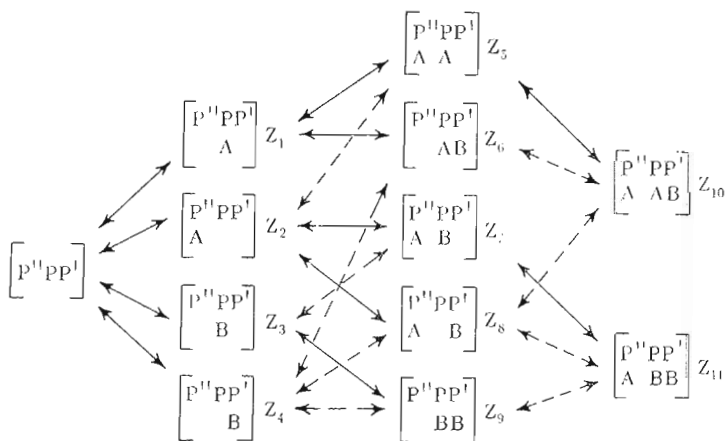 P''PP'
A A Z5
P''PP'
A Z1
P''PP'
AB Z6
P''PP'
A AB Z10
P''PP'
A Z2
P''PP'
A B
P''PP'
P''PP'
B Z3
P''PP'
A B Z8
P''PP'
A BB Z11
P''PP'
B Z4
P''PP'
BB Z9